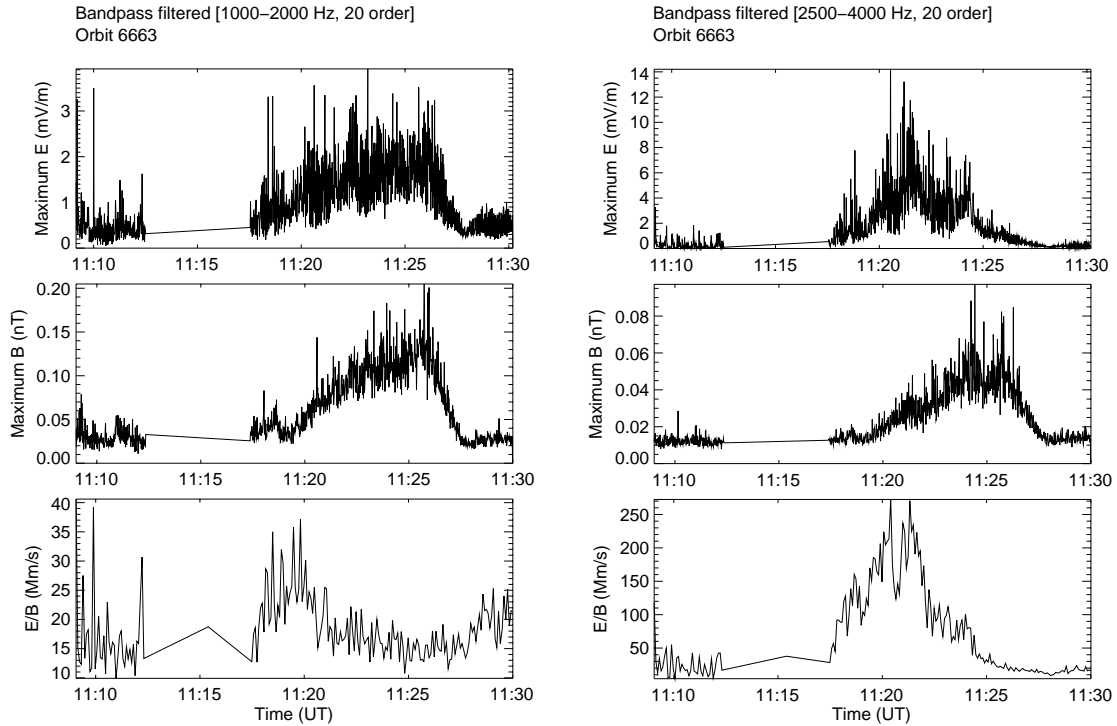 Bandpass filtered [1000−2000 Hz, 20 order]
Orbit 6663
Maximum E (mV/m)
3
2
1
0
11:10 11:15 11:20 11:25 11:30
Maximum B (nT)
0.20
0.15
0.10
0.05
0.00
11:10 11:15 11:20 11:25 11:30
E/B (Mm/s)
40
35
30
25
20
15
10
11:10 11:15 11:20 11:25 11:30
Time (UT)
Bandpass filtered [2500−4000 Hz, 20 order]
Orbit 6663
Maximum E (mV/m)
14
12
10
8
6
4
2
0
11:10 11:15 11:20 11:25 11:30
Maximum B (nT)
0.08
0.06
0.04
0.02
0.00
11:10 11:15 11:20 11:25 11:30
E/B (Mm/s)
250
200
150
100
50
11:10 11:15 11:20 11:25 11:30
Time (UT)